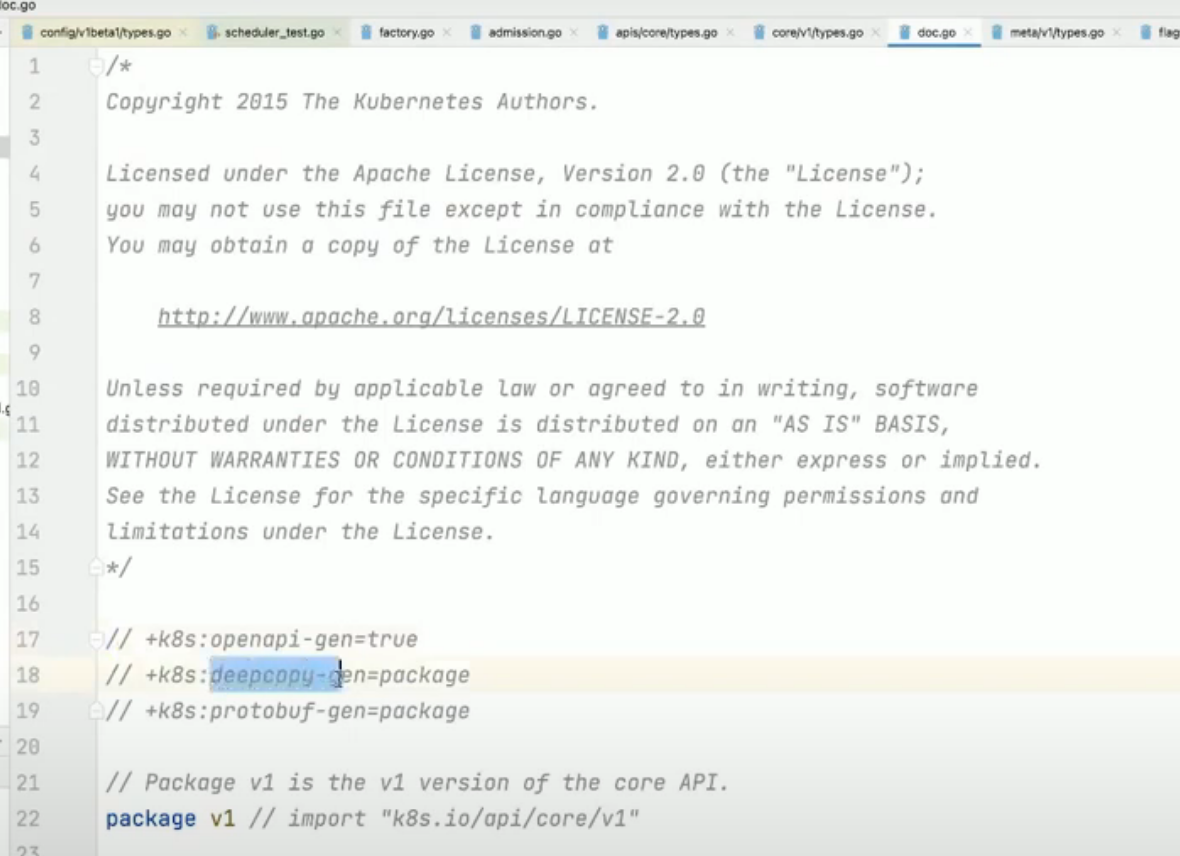 doc.go
config/v1beta1/types.go
scheduler_test.go
factory.go
admission.go
apis/core/types.go
core/v1/types.go
doc.go
meta/v1/types.go
flag
1 /*
2 Copyright 2015 The Kubernetes Authors.
3
4 Licensed under the Apache License, Version 2.0 (the "License");
5 you may not use this file except in compliance with the License.
6 You may obtain a copy of the License at
7
8 http://www.apache.org/licenses/LICENSE-2.0
9
10 Unless required by applicable law or agreed to in writing, software
11 distributed under the License is distributed on an "AS IS" BASIS,
12 WITHOUT WARRANTIES OR CONDITIONS OF ANY KIND, either express or implied.
13 See the License for the specific language governing permissions and
14 limitations under the License.
15 */
16
17 // +k8s:openapi-gen=true
18 // +k8s:deepcopy-gen=package
19 // +k8s:protobuf-gen=package
20
21 // Package v1 is the v1 version of the core API.
22 package v1 // import "k8s.io/api/core/v1"
23